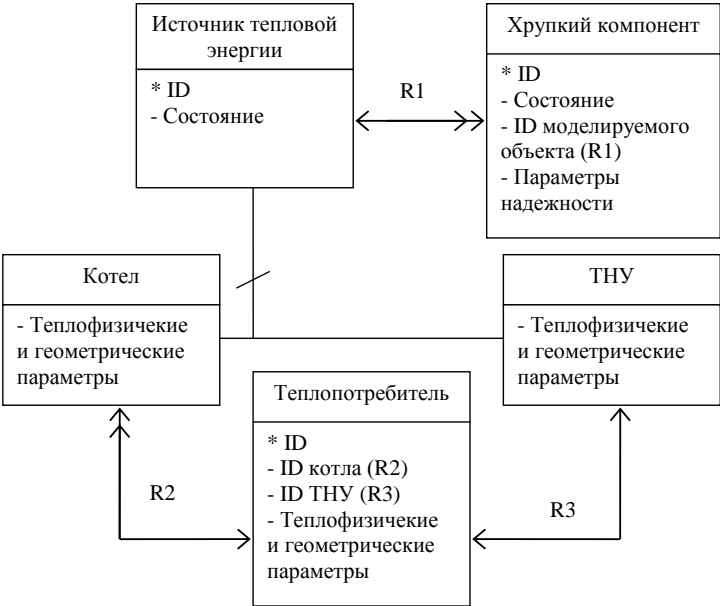 Источник тепловой
энергии
* ID
- Состояние
R1
Хрупкий компонент
* ID
- Состояние
- ID моделируемого
объекта (R1)
- Параметры
надежности
Котел
- Теплофизичекие
и геометрические
параметры
ТНУ
- Теплофизичекие
и геометрические
параметры
Теплопотребитель
* ID
- ID котла (R2)
- ID ТНУ (R3)
- Теплофизичекие
и геометрические
параметры
R2
R3